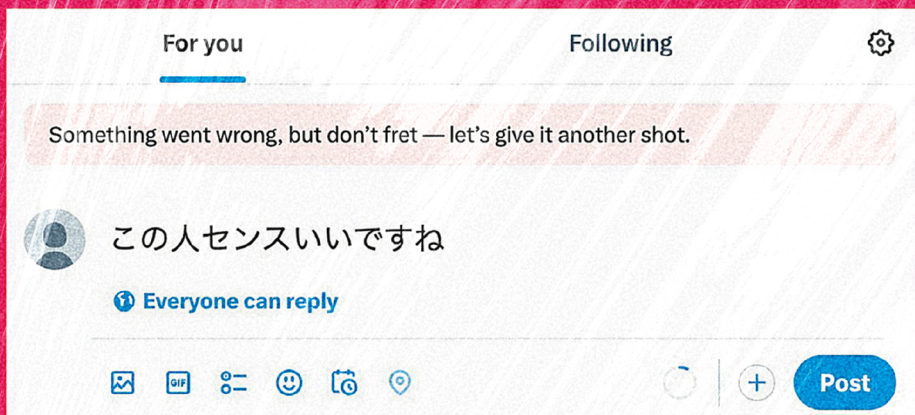 For you
Following
Something went wrong, but don't fret — let's give it another shot.
この人センスいいですね
Everyone can reply
GIF
Post